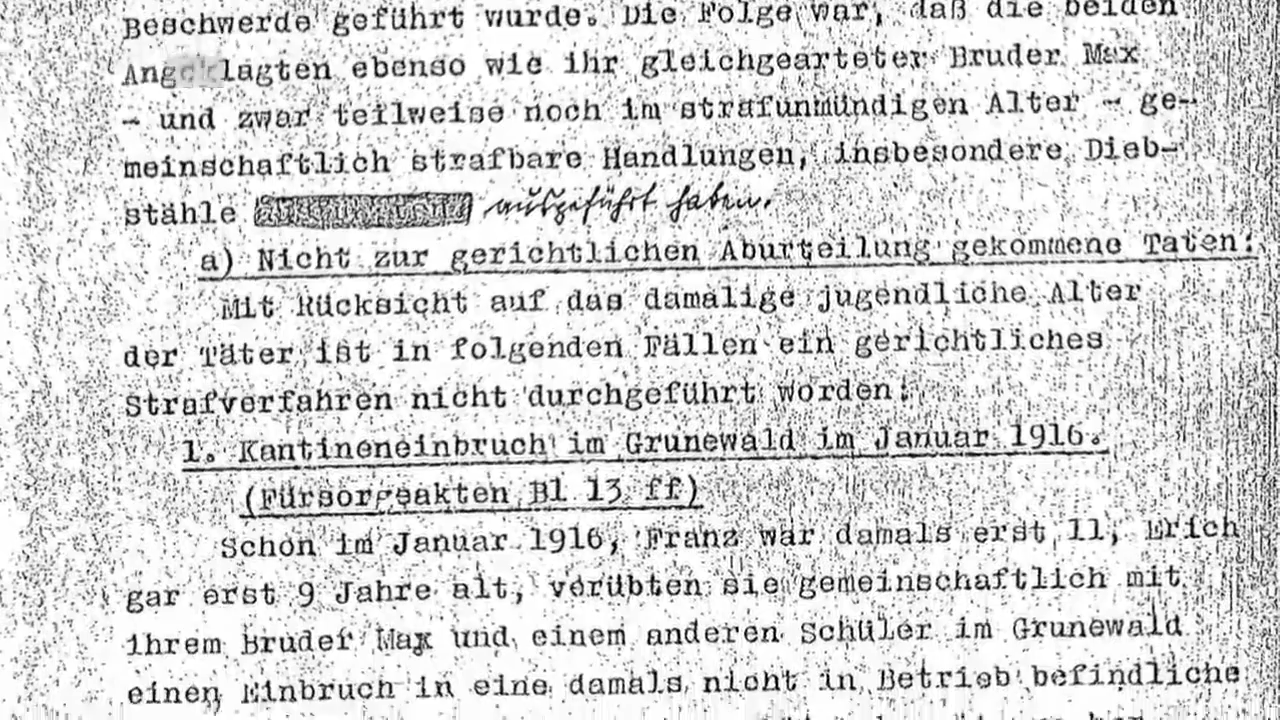 Beschwerde geführt wurde. Die Folge war, daß die beiden
Angeklagten ebenso wie ihr gleichgearteter Bruder Max
- und zwar teilweise noch im strafunmündigen Alter - ge-
meinschaftlich strafbare Handlungen, insbesondere Dieb-
stähle ausgeführt haben.
a) Nicht zur gerichtlichen Aburteilung gekommene Taten:
Mit Rücksicht auf das damalige jugendliche Alter
der Täter ist in folgenden Fällen ein gerichtliches
Strafverfahren nicht durchgeführt worden:
1. Kantineneinbruch im Grunewald im Januar 1916.
(Fürsorgeakten Bl 13 ff)
Schon im Januar 1916, Franz war damals erst 11, Erich
gar erst 9 Jahre alt, verübten sie gemeinschaftlich mit
ihrem Bruder Max und einem anderen Schüler im Grunewald
einen Einbruch in eine damals nicht in Betrieb befindliche